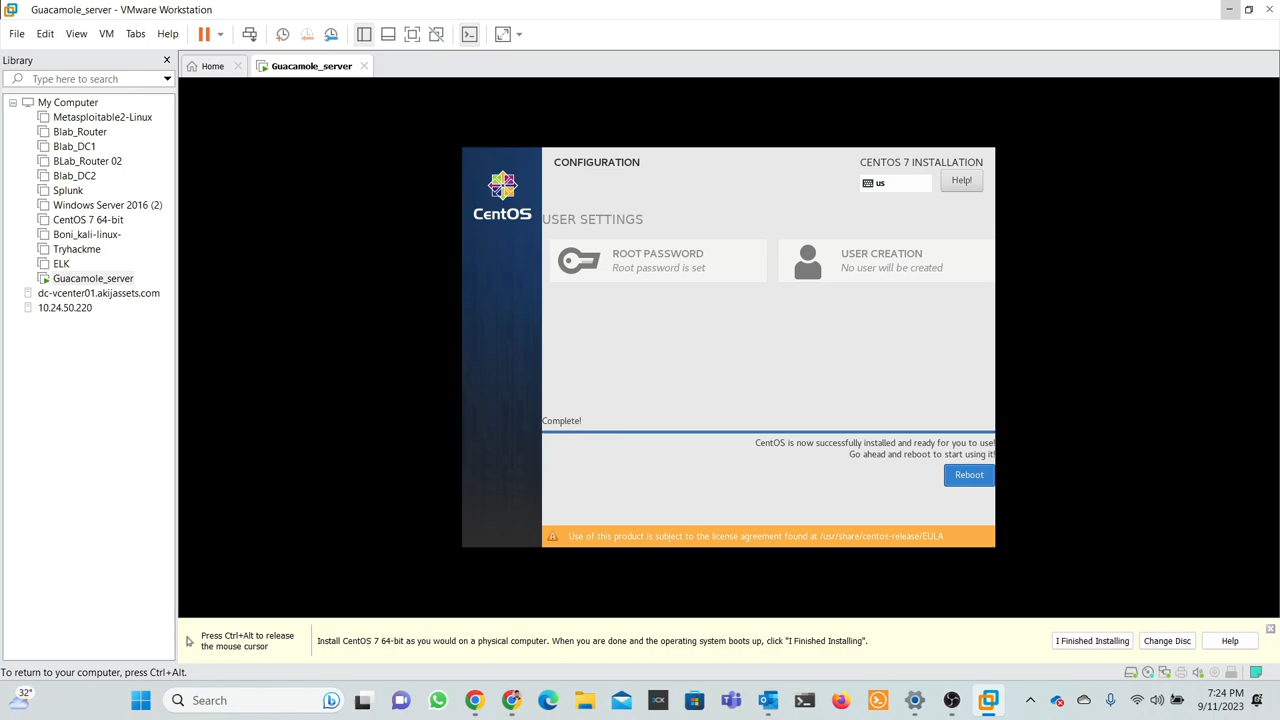 Guacamole_server - VMware Workstation
File Edit View VM Tabs Help
Library
Type here to search
My Computer
Metasploitable2-Linux
Blab_Router
Blab_DC1
BLab_Router 02
Blab_DC2
Splunk
Windows Server 2016 (2)
CentOS 7 64-bit
Boni_kali-linux-
Tryhackme
ELK
Guacamole_server
dc-vcenter01.akijassets.com
10.24.50.220
Home
Guacamole_server
CentOS
CONFIGURATION
CENTOS 7 INSTALLATION
us
Help!
USER SETTINGS
ROOT PASSWORD
Root password is set
USER CREATION
No user will be created
Complete!
CentOS is now successfully installed and ready for you to use!
Go ahead and reboot to start using it!
Reboot
Use of this product is subject to the license agreement found at /usr/share/centos-release/EULA
Press Ctrl+Alt to release
the mouse cursor
Install CentOS 7 64-bit as you would on a physical computer. When you are done and the operating system boots up, click "I Finished Installing".
I Finished Installing
Change Disc
Help
To return to your computer, press Ctrl+Alt.
32°
Search
7:24 PM
9/11/2023